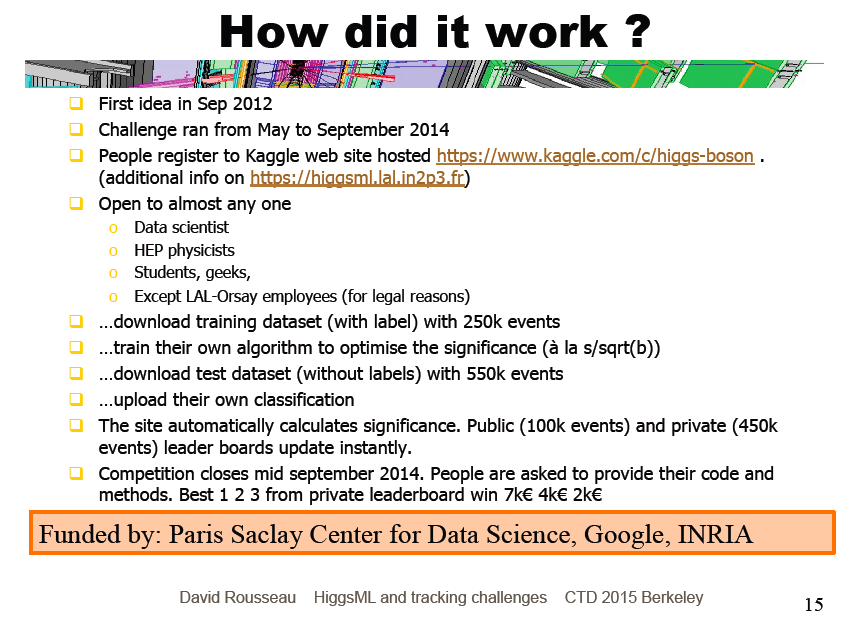 How did it work ?
First idea in Sep 2012
Challenge ran from May to September 2014
People register to Kaggle web site hosted https://www.kaggle.com/c/higgs-boson .
(additional info on https://higgsml.lal.in2p3.fr)
Open to almost any one
o Data scientist
o HEP physicists
o Students, geeks,
o Except LAL-Orsay employees (for legal reasons)
…download training dataset (with label) with 250k events
…train their own algorithm to optimise the significance (à la s/sqrt(b))
…download test dataset (without labels) with 550k events
…upload their own classification
The site automatically calculates significance. Public (100k events) and private (450k
events) leader boards update instantly.
Competition closes mid september 2014. People are asked to provide their code and
methods. Best 1 2 3 from private leaderboard win 7k€ 4k€ 2k€
Funded by: Paris Saclay Center for Data Science, Google, INRIA
David Rousseau HiggsML and tracking challenges CTD 2015 Berkeley
15